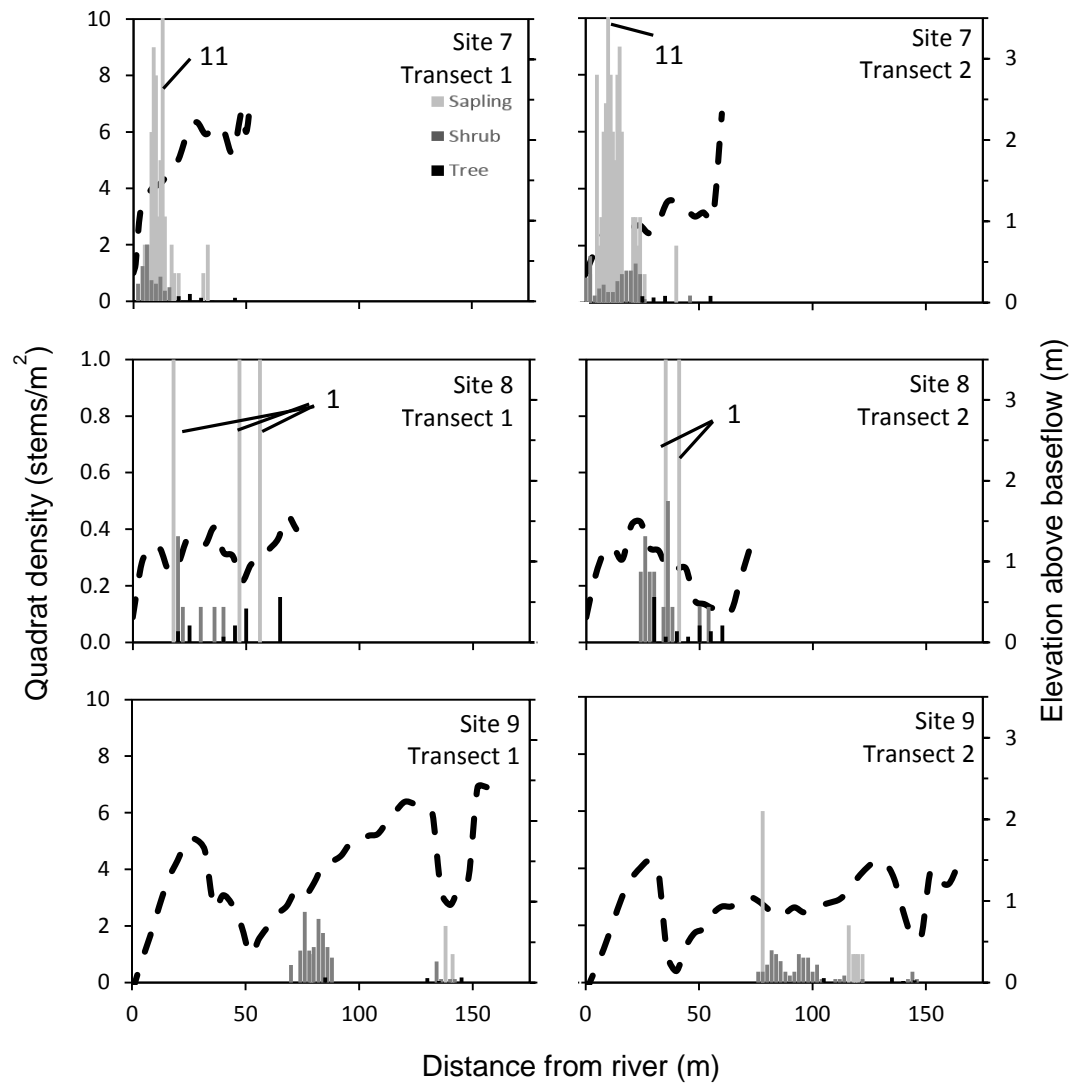 Site 7
Transect 1
11
Sapling
Shrub
Tree
10
8
6
4
2
0
Site 7
Transect 2
11
3
2
1
0
Site 8
Transect 1
1
1.0
0.8
0.6
0.4
0.2
0.0
Site 8
Transect 2
1
3
2
1
0
Site 9
Transect 1
10
8
6
4
2
0
0
50
100
150
Site 9
Transect 2
3
2
1
0
0
50
100
150
Quadrat density (stems/m²)
Elevation above baseflow (m)
Distance from river (m)